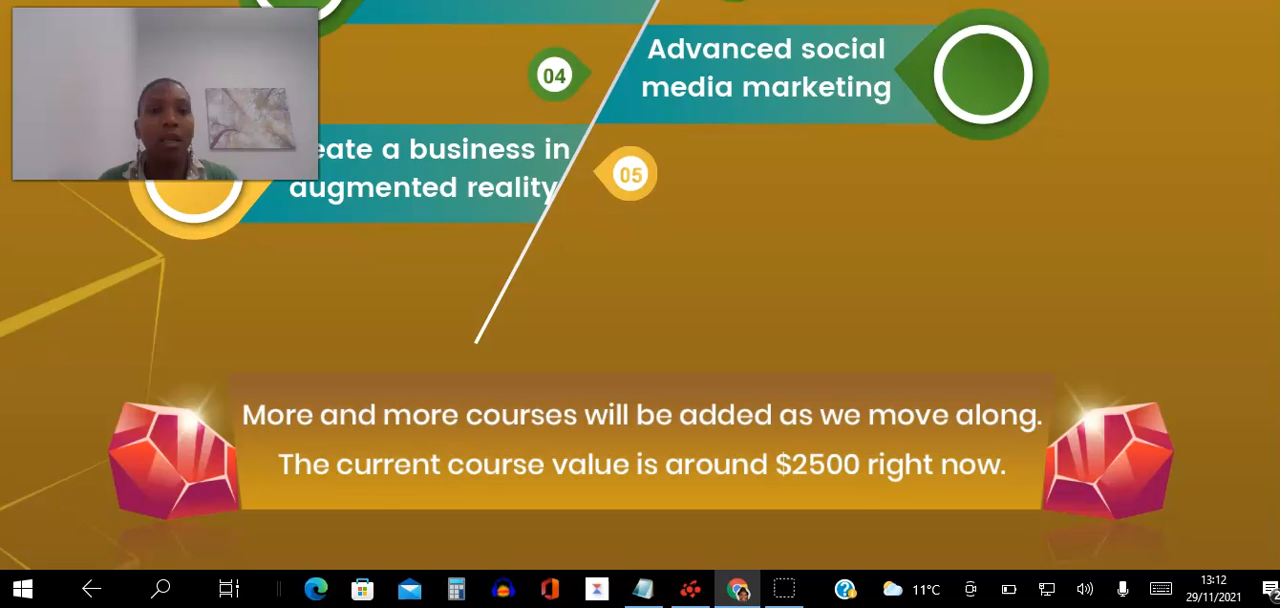 Advanced social
media marketing
04
eate a business in
augmented reality
05
More and more courses will be added as we move along.
The current course value is around $2500 right now.
11°C
13:12
29/11/2021